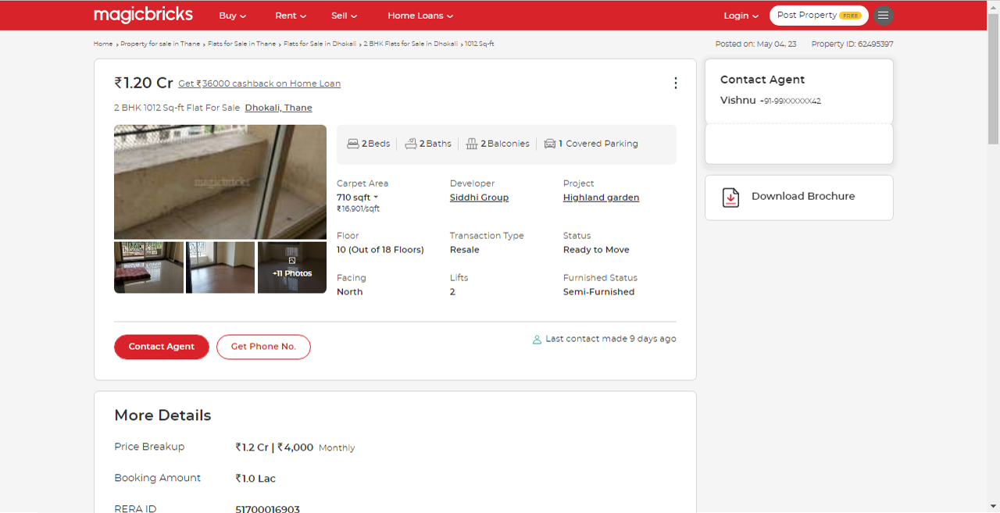 magicbricks
Buy Rent Sell Home Loans
Login Post Property FREE
Home › Property for sale in Thane › Flats for Sale in Thane › Flats for Sale in Dhokali › 2 BHK Flats for Sale in Dhokali › 1012 Sq-ft
Posted on: May 04, 23 Property ID: 62495397
₹1.20 Cr Get ₹36000 cashback on Home Loan
2 BHK 1012 Sq-ft Flat For Sale Dhokali, Thane
magicbricks
+11 Photos
2 Beds 2 Baths 2 Balconies 1 Covered Parking
Carpet Area Developer Project
710 sqft Siddhi Group Highland garden
₹16,901/sqft
Floor Transaction Type Status
10 (Out of 18 Floors) Resale Ready to Move
Facing Lifts Furnished Status
North 2 Semi-Furnished
Contact Agent Get Phone No. Last contact made 9 days ago
Contact Agent
Vishnu +91-99XXXXXX42
Download Brochure
More Details
Price Breakup ₹1.2 Cr | ₹4,000 Monthly
Booking Amount ₹1.0 Lac
RERA ID 51700016903